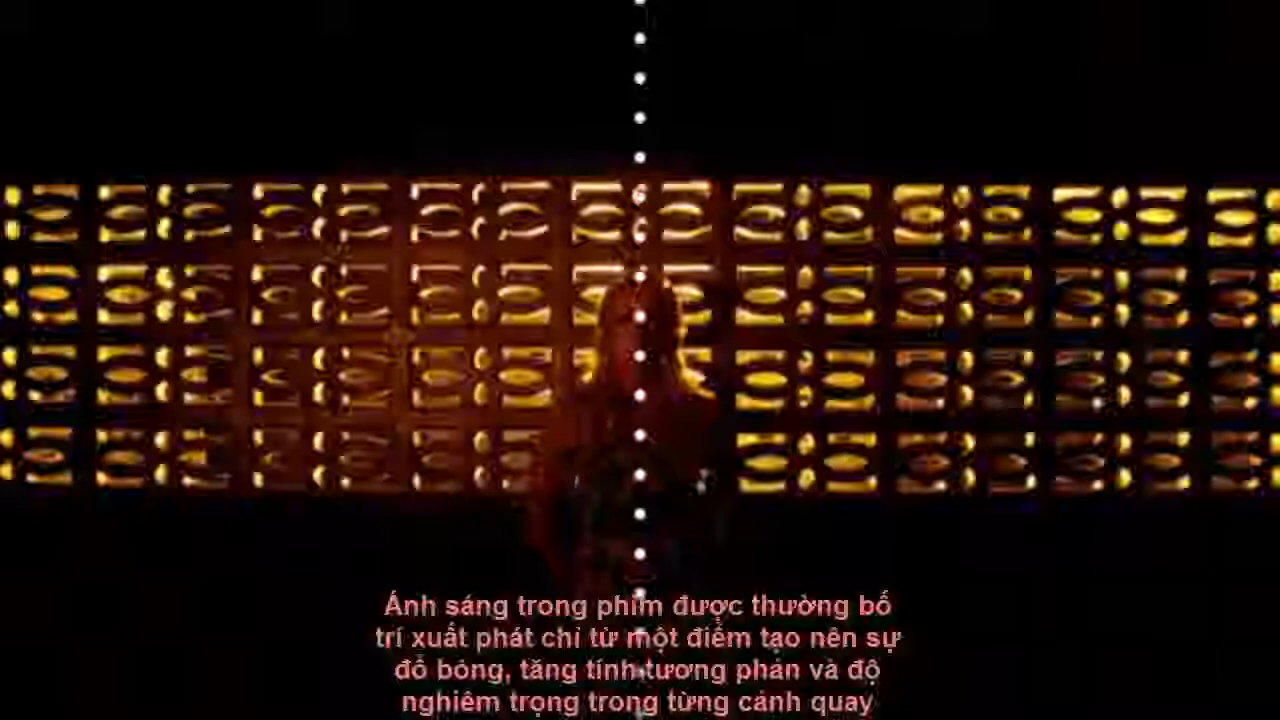 Ánh sáng trong phim được thường bố
trí xuất phát chỉ từ một điểm tạo nên sự
đổ bóng, tăng tính tương phản và độ
nghiêm trọng trong từng cảnh quay